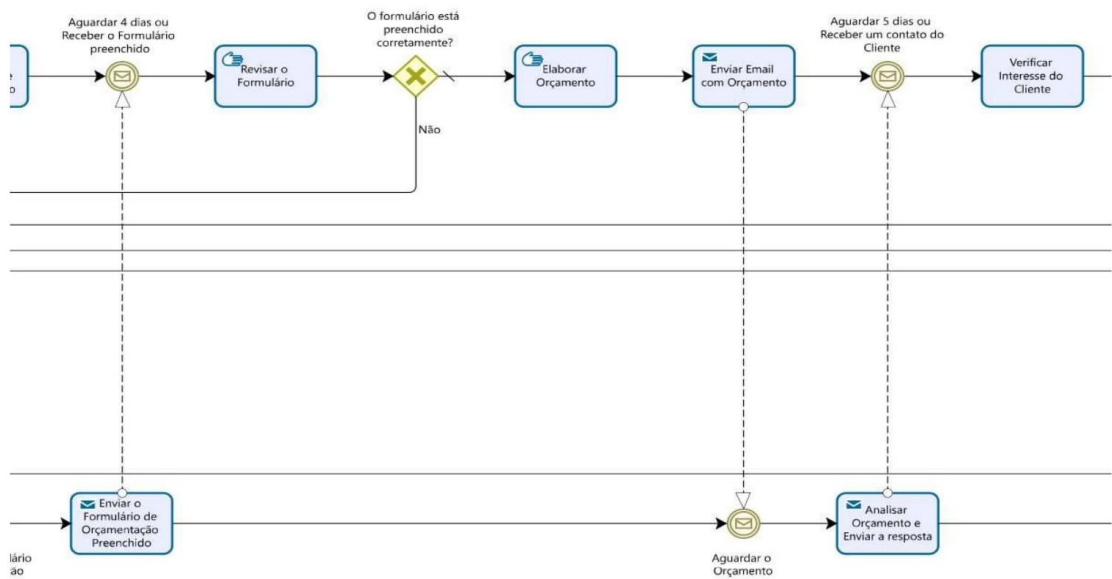 Aguardar 4 dias ou
Receber o Formulário
preenchido
O formulário está
preenchido
corretamente?
Aguardar 5 dias ou
Receber um contato do
Cliente
e
o
Revisar o
Formulário
Elaborar
Orçamento
Enviar Email
com Orçamento
Verificar
Interesse do
Cliente
Não
Enviar o
Formulário de
Orçamentação
Preenchido
Analisar
Orçamento e
Enviar a resposta
lário
ão
Aguardar o
Orçamento